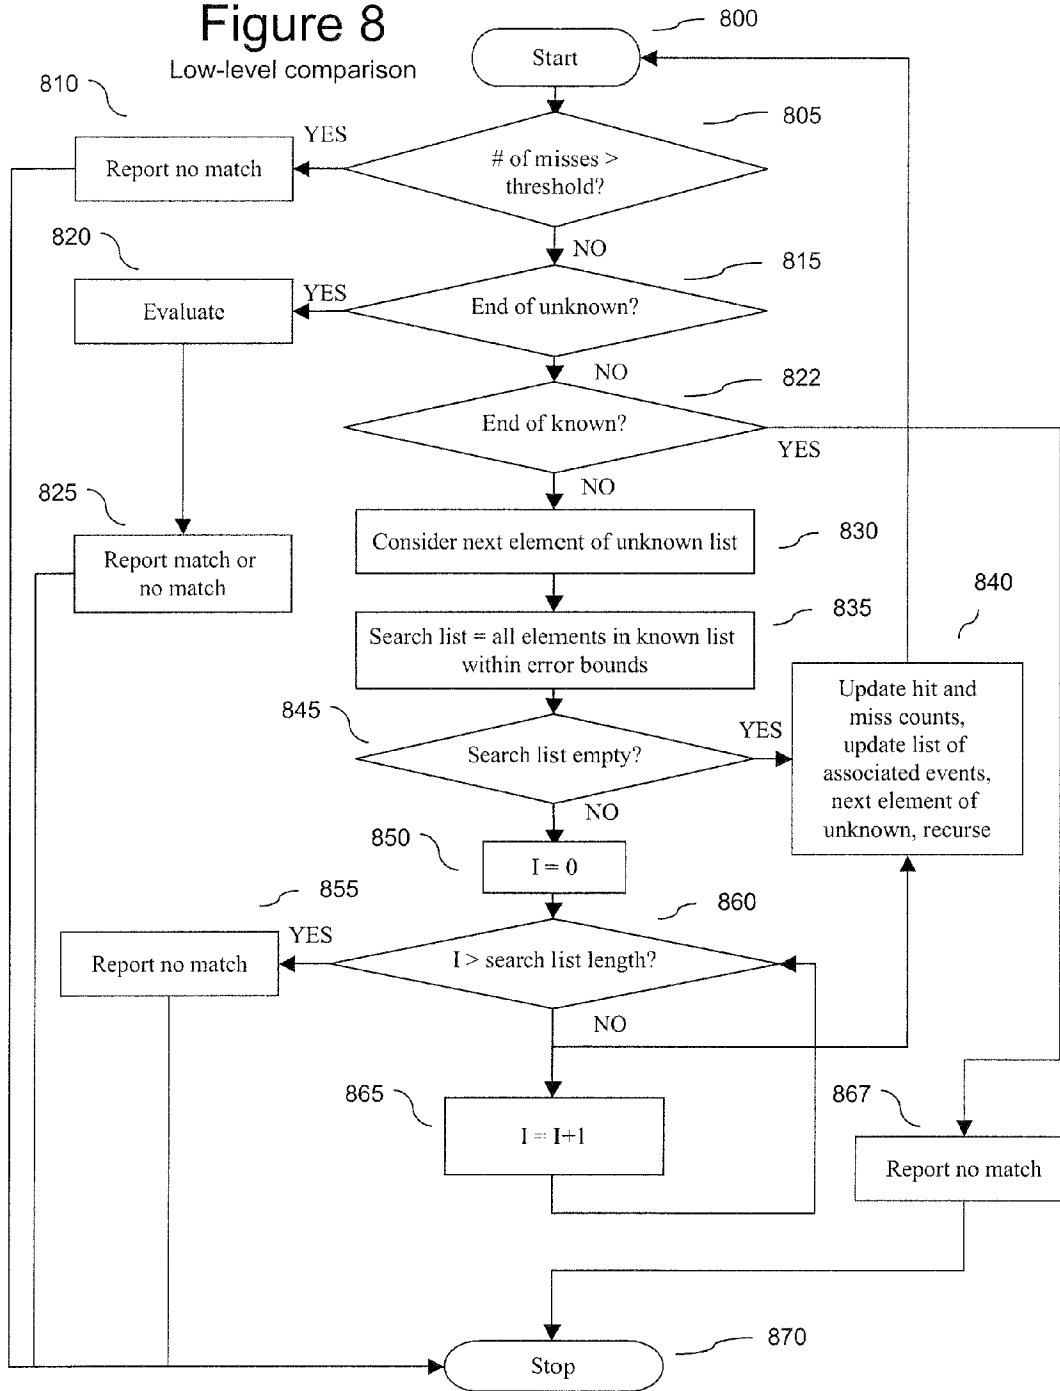 Figure 8
Low-level comparison
800
Start
810
805
YES
Report no match
# of misses >
threshold?
820
NO
815
YES
Evaluate
End of unknown?
NO
822
End of known?
YES
825
NO
Report match or
no match
Consider next element of unknown list
830
835
840
Search list = all elements in known list
within error bounds
Update hit and
miss counts,
update list of
associated events,
next element of
unknown, recurse
845
YES
Search list empty?
NO
850
I = 0
855
860
YES
Report no match
I > search list length?
NO
865
867
I = I+1
Report no match
870
Stop